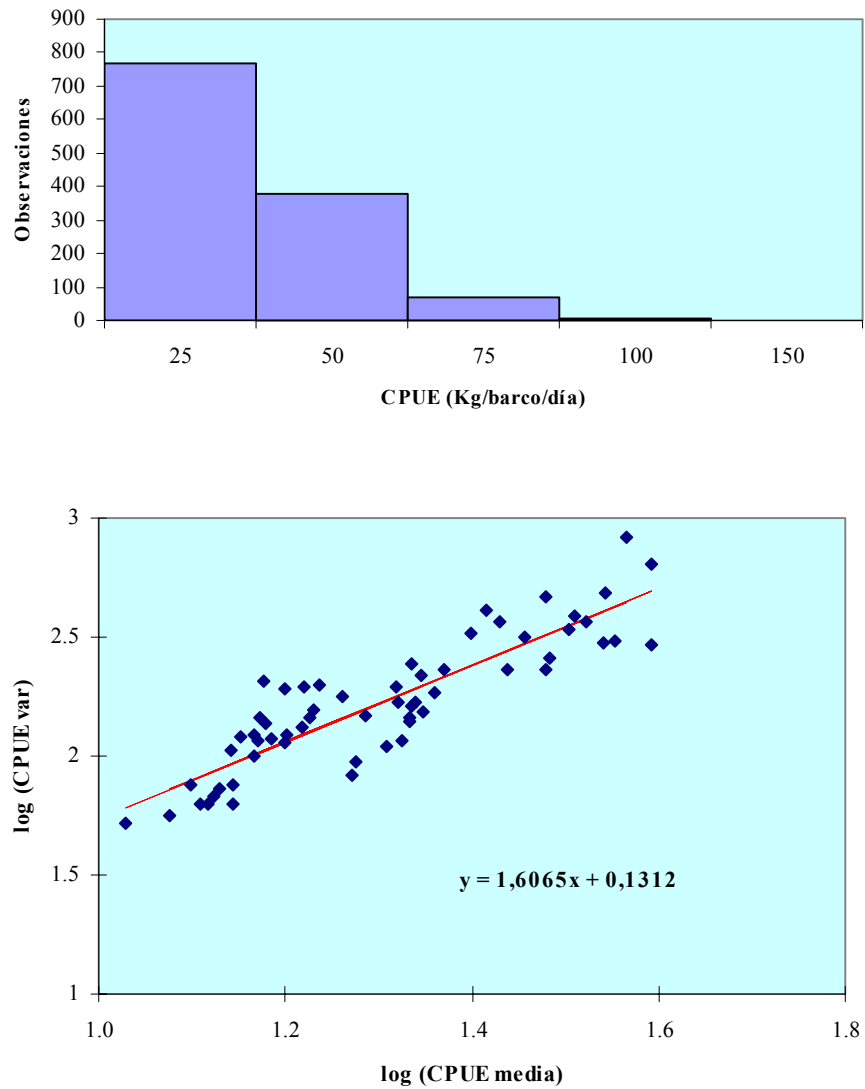 900
800
700
600
500
400
300
200
100
0
Observaciones
25 50 75 100 150
CPUE (Kg/barco/día)
3
2.5
2
1.5
1
log (CPUE var)
y = 1,6065x + 0,1312
1.0 1.2 1.4 1.6 1.8
log (CPUE media)